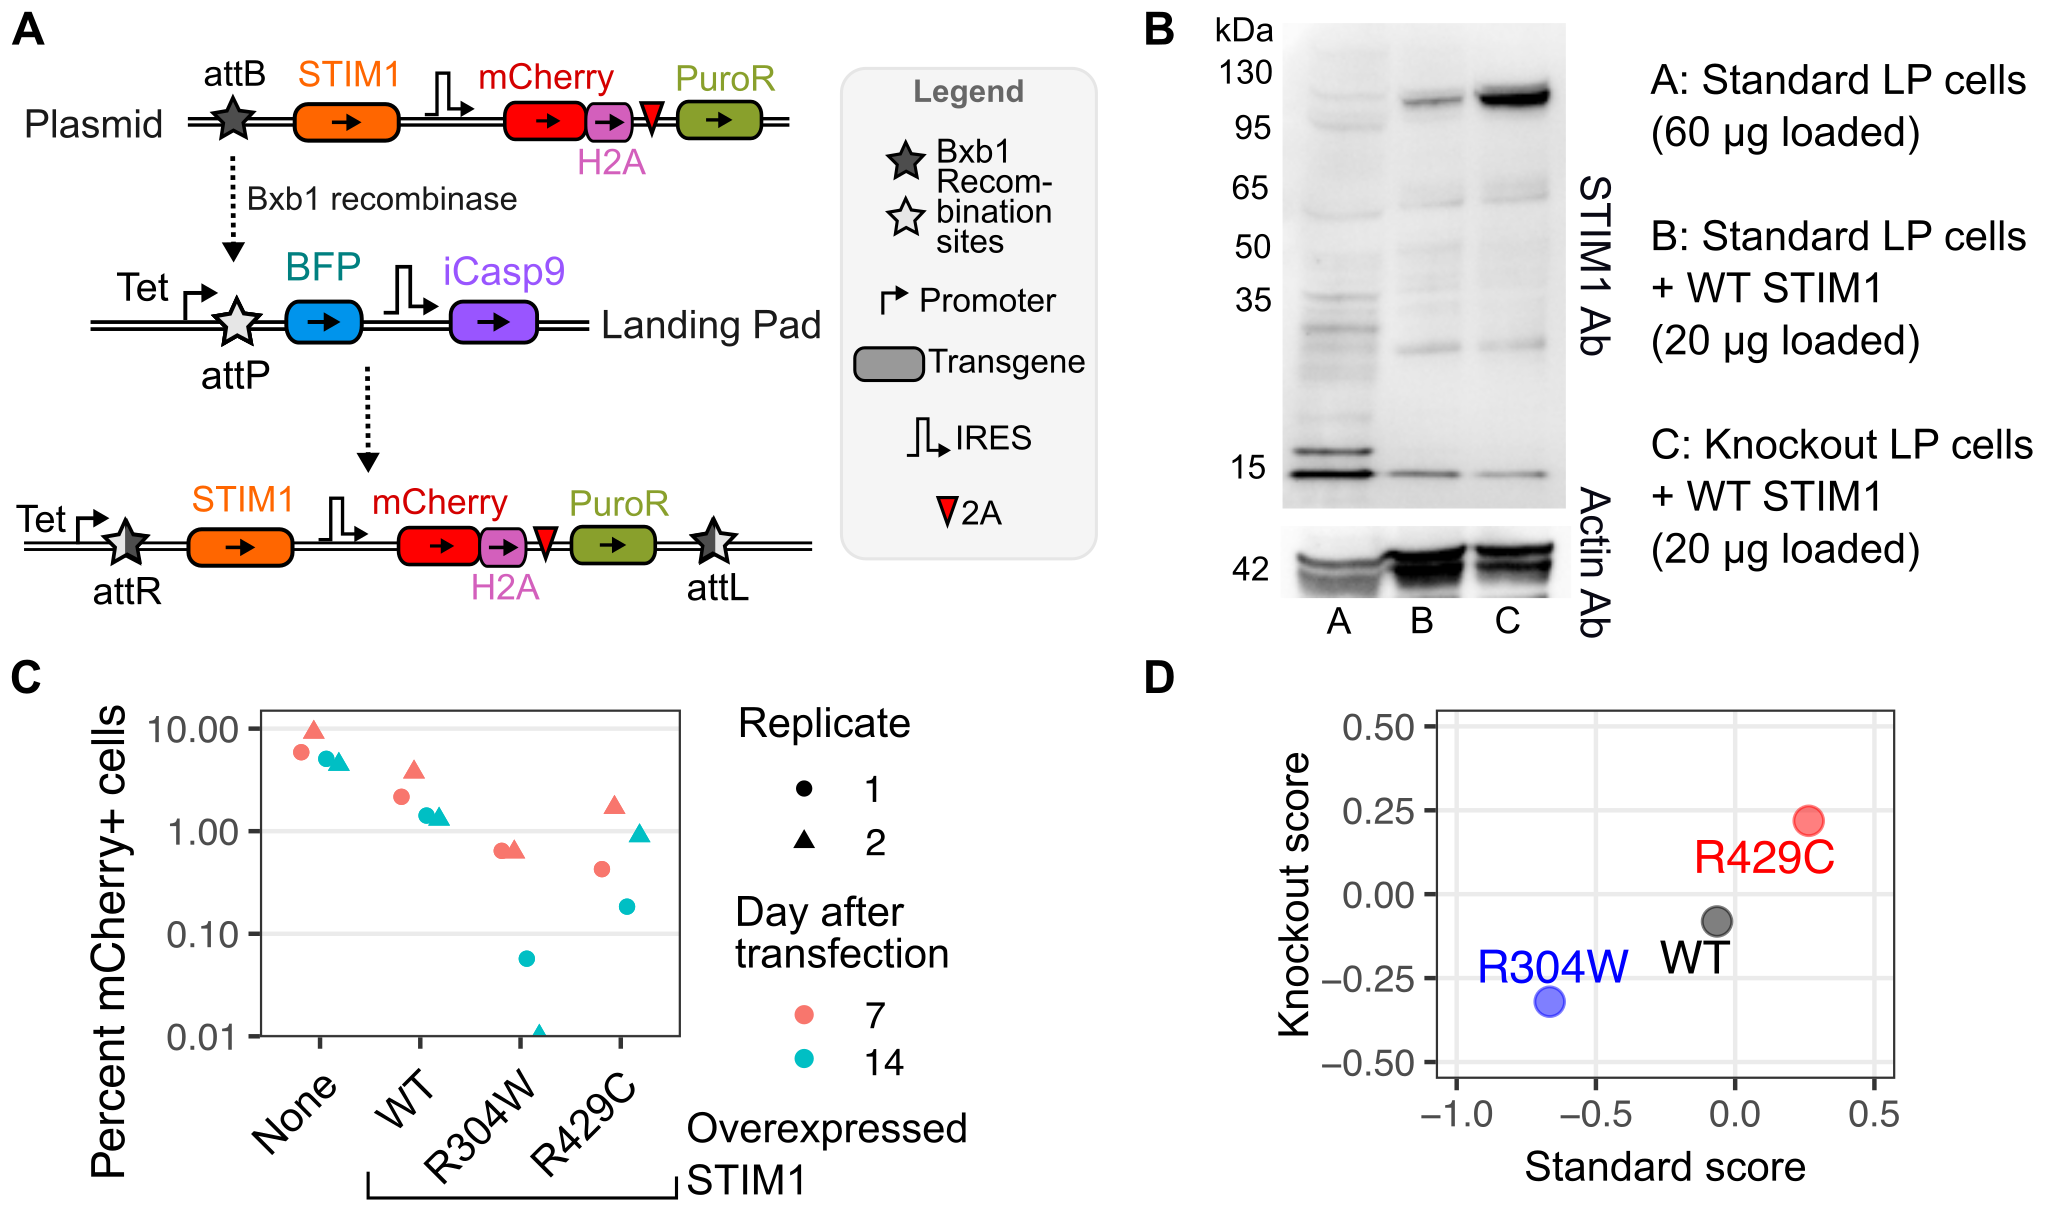 A
attB
STIM1
mCherry
PuroR
Plasmid
H2A
Bxb1 recombinase
Tet
BFP
iCasp9
Landing Pad
attP
Tet
STIM1
mCherry
PuroR
attR
H2A
attL
Legend
Bxb1
Recom-
bination
sites
Promoter
Transgene
IRES
2A
B
kDa
130
95
65
50
35
15
42
STIM1 Ab
Actin Ab
A
B
C
A: Standard LP cells
(60 µg loaded)
B: Standard LP cells
+ WT STIM1
(20 µg loaded)
C: Knockout LP cells
+ WT STIM1
(20 µg loaded)
C
Percent mCherry+ cells
10.00
1.00
0.10
0.01
None
WT
R304W
R429C
Overexpressed
STIM1
Replicate
1
2
Day after
transfection
7
14
D
Knockout score
0.50
0.25
0.00
−0.25
−0.50
R429C
WT
R304W
−1.0
−0.5
0.0
0.5
Standard score